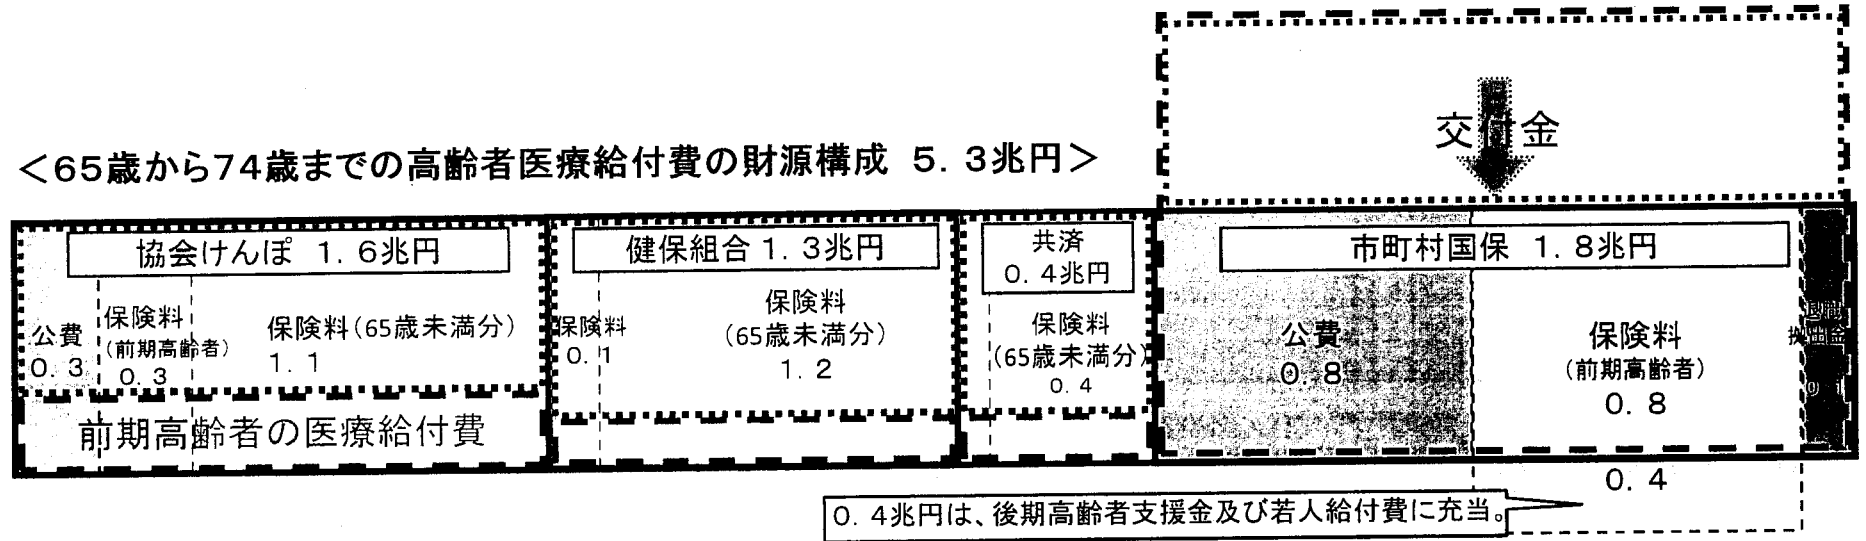 交付金
＜65歳から74歳までの高齢者医療給付費の財源構成 5．3兆円＞
協会けんぽ 1．6兆円
公費
0．3
保険料
(前期高齢者)
0．3
保険料(65歳未満分)
1．1
前期高齢者の医療給付費
健保組合1．3兆円
保険料
0．1
保険料
(65歳未満分)
1．2
共済
0．4兆円
保険料
(65歳未満分)
0．4
市町村国保 1．8兆円
公費
0．8
保険料
(前期高齢者)
0．8
0．4
0．4兆円は、後期高齢者支援金及び若人給付費に充当。